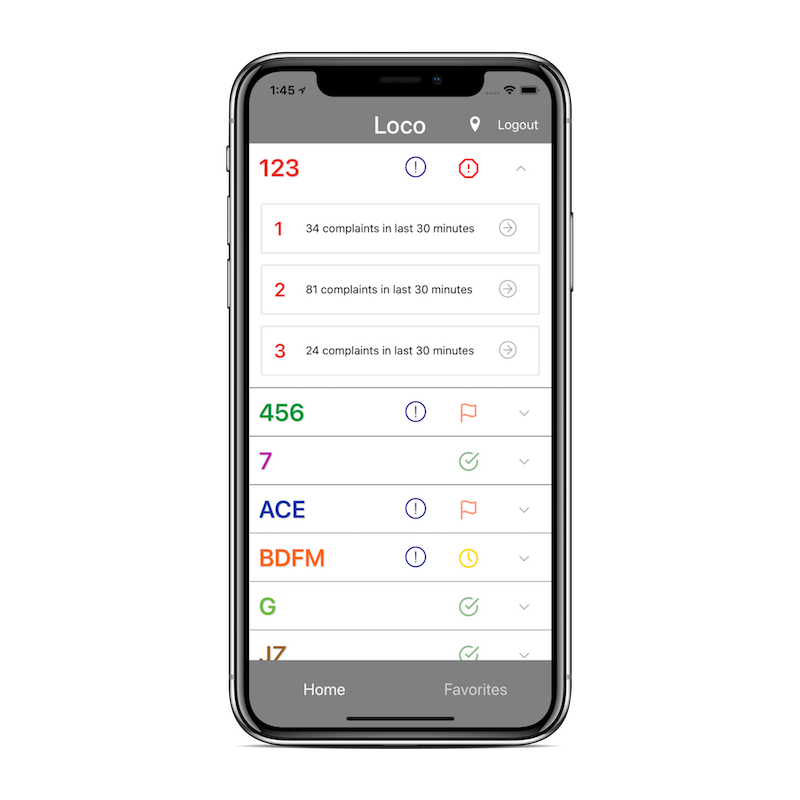 1:45
Loco
Logout
123
1 34 complaints in last 30 minutes
2 81 complaints in last 30 minutes
3 24 complaints in last 30 minutes
456
7
ACE
BDFM
G
JZ
Home Favorites